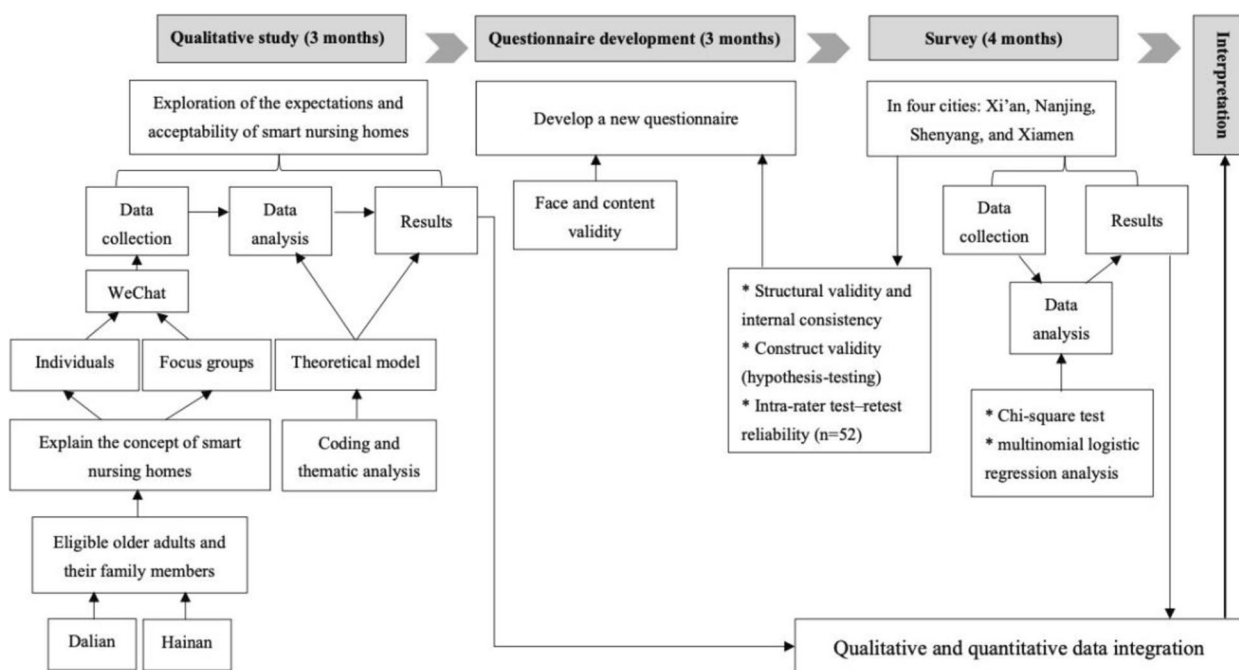 Qualitative study (3 months)
Questionnaire development (3 months)
Survey (4 months)
Interpretation
Exploration of the expectations and
acceptability of smart nursing homes
Develop a new questionnaire
In four cities: Xi'an, Nanjing,
Shenyang, and Xiamen
Data
collection
Data
analysis
Results
Face and content
validity
Data
collection
Results
WeChat
* Structural validity and
internal consistency
* Construct validity
(hypothesis-testing)
* Intra-rater test–retest
reliability (n=52)
Data
analysis
Individuals
Focus groups
Theoretical model
Explain the concept of smart
nursing homes
Coding and
thematic analysis
* Chi-square test
* multinomial logistic
regression analysis
Eligible older adults and
their family members
Dalian
Hainan
Qualitative and quantitative data integration